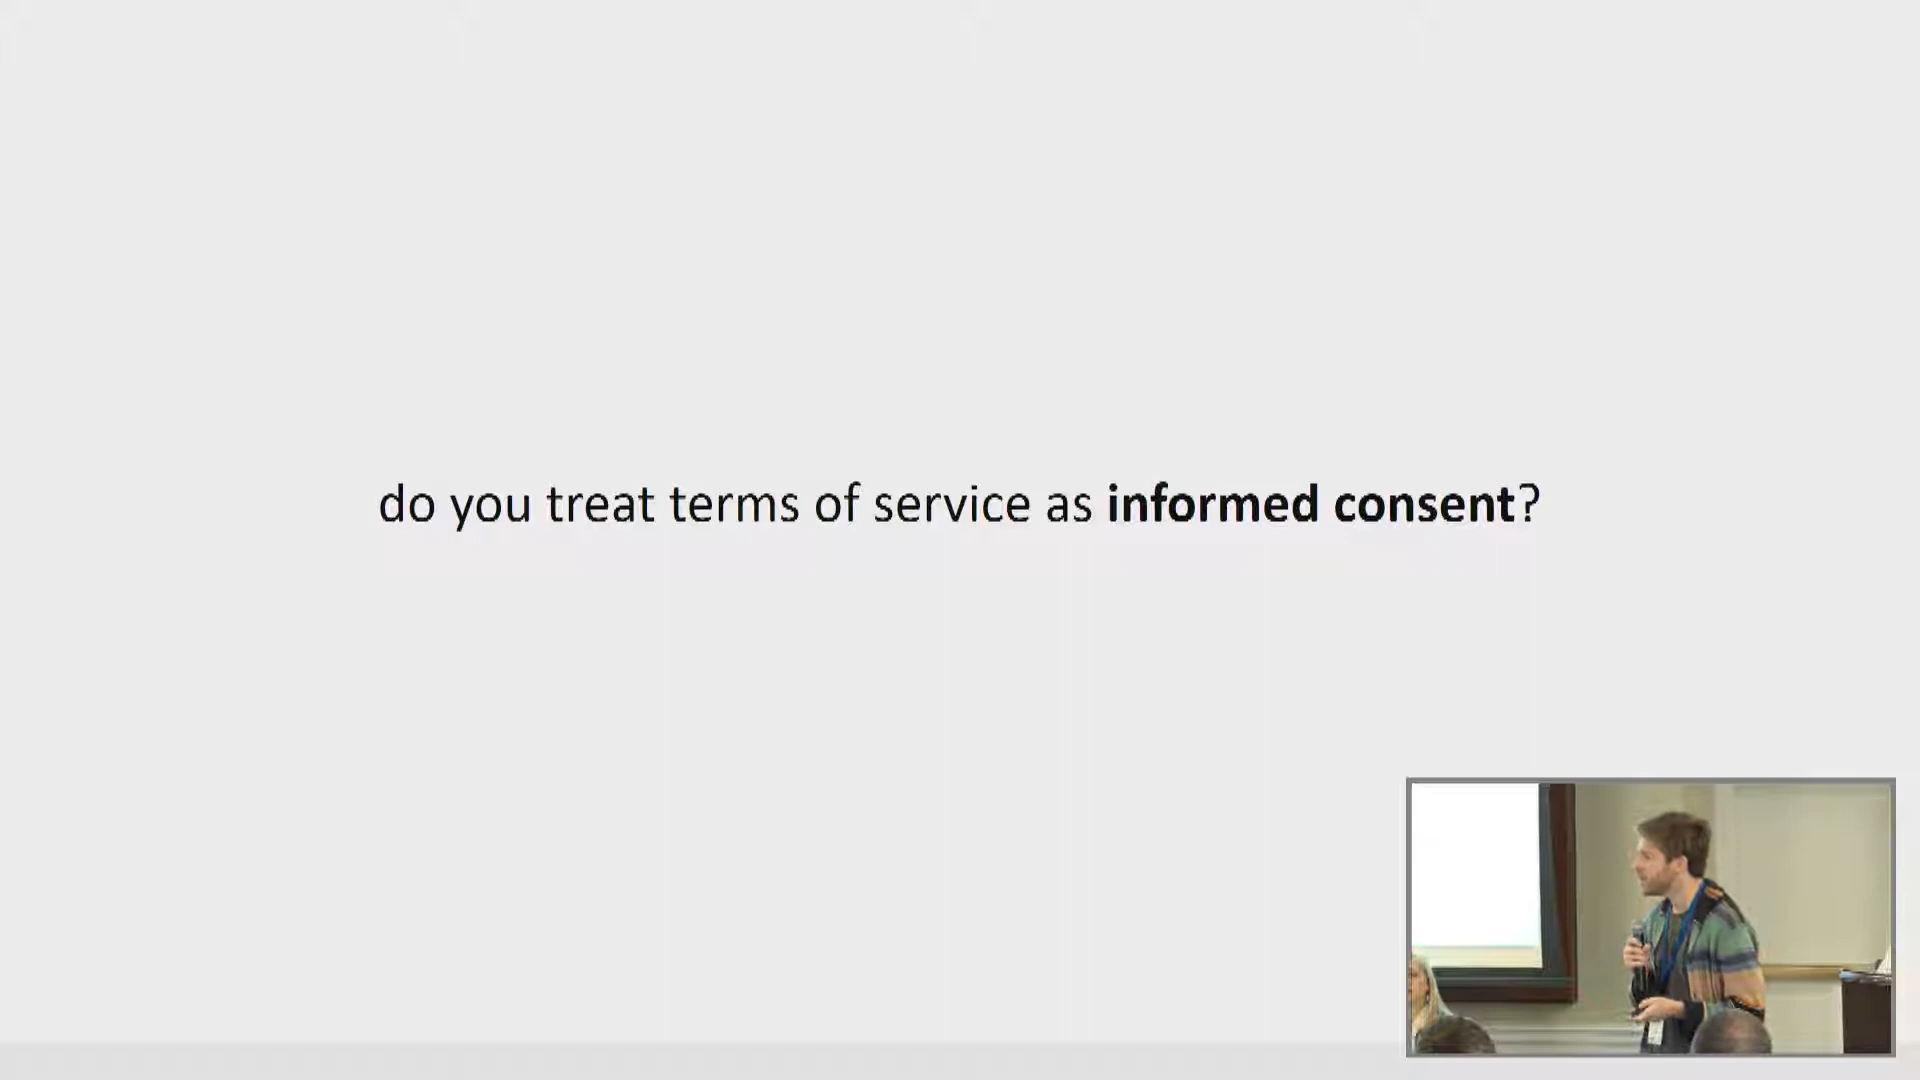 do you treat terms of service as informed consent?